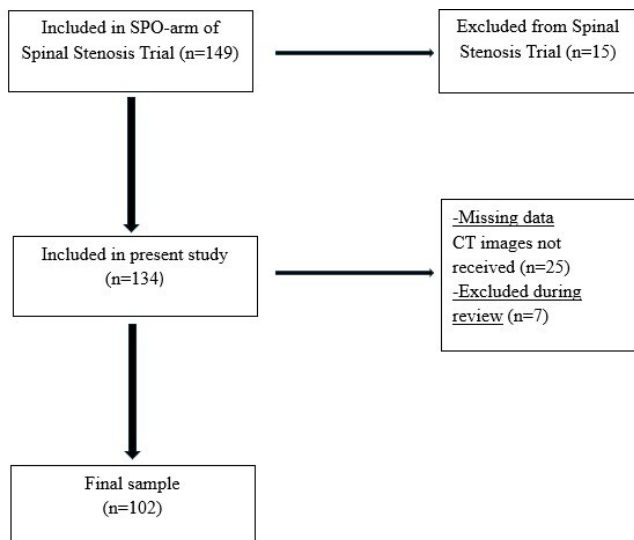 Included in SPO-arm of
Spinal Stenosis Trial (n=149)
Excluded from Spinal
Stenosis Trial (n=15)
Included in present study
(n=134)
-Missing data
CT images not
received (n=25)
-Excluded during
review (n=7)
Final sample
(n=102)